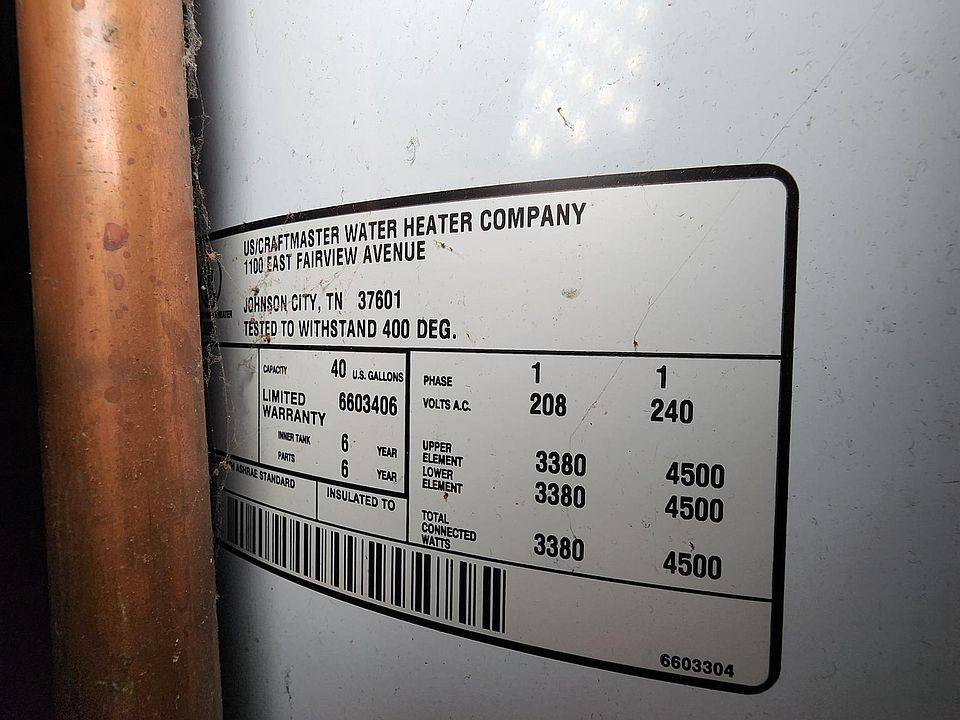 US/CRAFTMASTER WATER HEATER COMPANY
1100 EAST FAIRVIEW AVENUE
JOHNSON CITY, TN 37601
TESTED TO WITHSTAND 400 DEG.
HEATER
CAPACITY 40 U.S. GALLONS
LIMITED
WARRANTY 6603406
INNER TANK 6 YEAR
PARTS 6 YEAR
ASHRAE STANDARD
INSULATED TO
PHASE 1 1
VOLTS A.C. 208 240
UPPER
ELEMENT 3380 4500
LOWER
ELEMENT 3380 4500
TOTAL
CONNECTED
WATTS 3380 4500
6603304